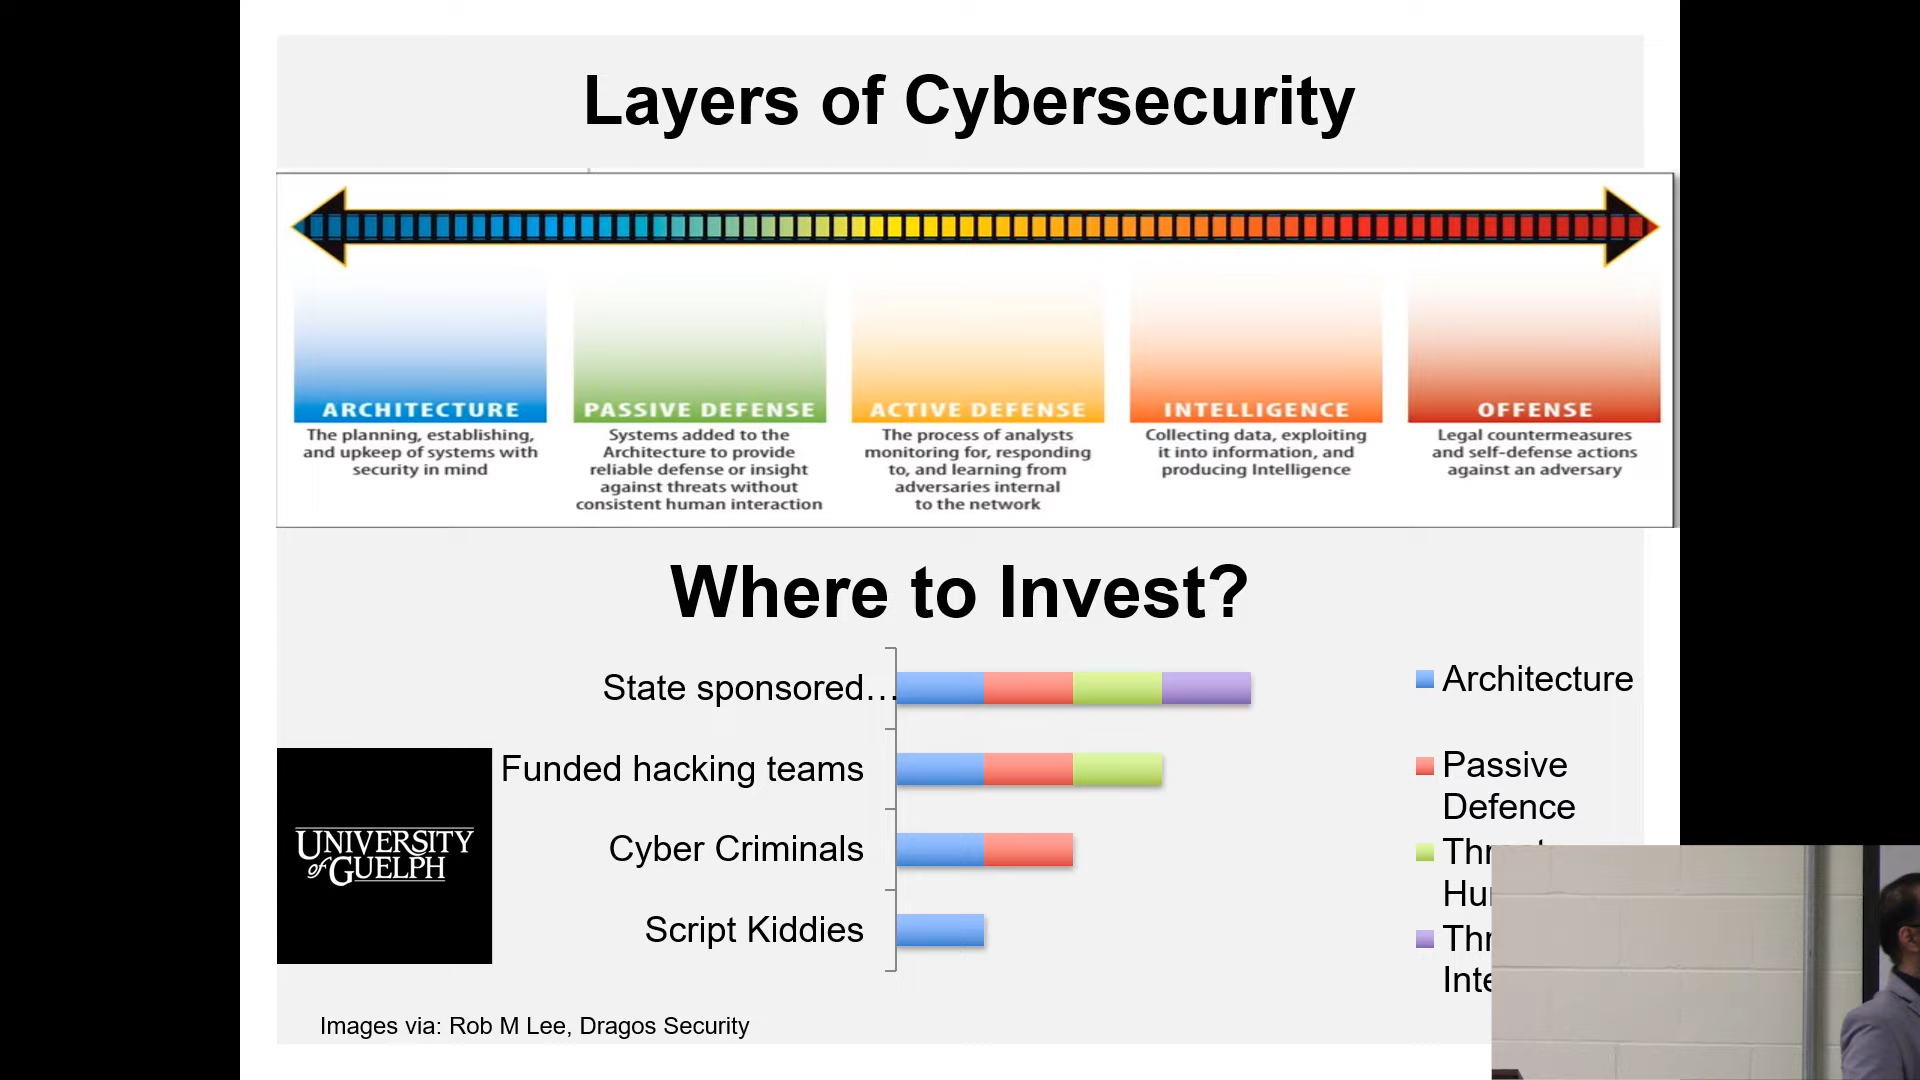 Layers of Cybersecurity
ARCHITECTURE
The planning, establishing,
and upkeep of systems with
security in mind
PASSIVE DEFENSE
Systems added to the
Architecture to provide
reliable defense or insight
against threats without
consistent human interaction
ACTIVE DEFENSE
The process of analysts
monitoring for, responding
to, and learning from
adversaries internal
to the network
INTELLIGENCE
Collecting data, exploiting
it into information, and
producing Intelligence
OFFENSE
Legal countermeasures
and self-defense actions
against an adversary
Where to Invest?
State sponsored...
Funded hacking teams
Cyber Criminals
Script Kiddies
Architecture
Passive
Defence
UNIVERSITY
of GUELPH
Images via: Rob M Lee, Dragos Security